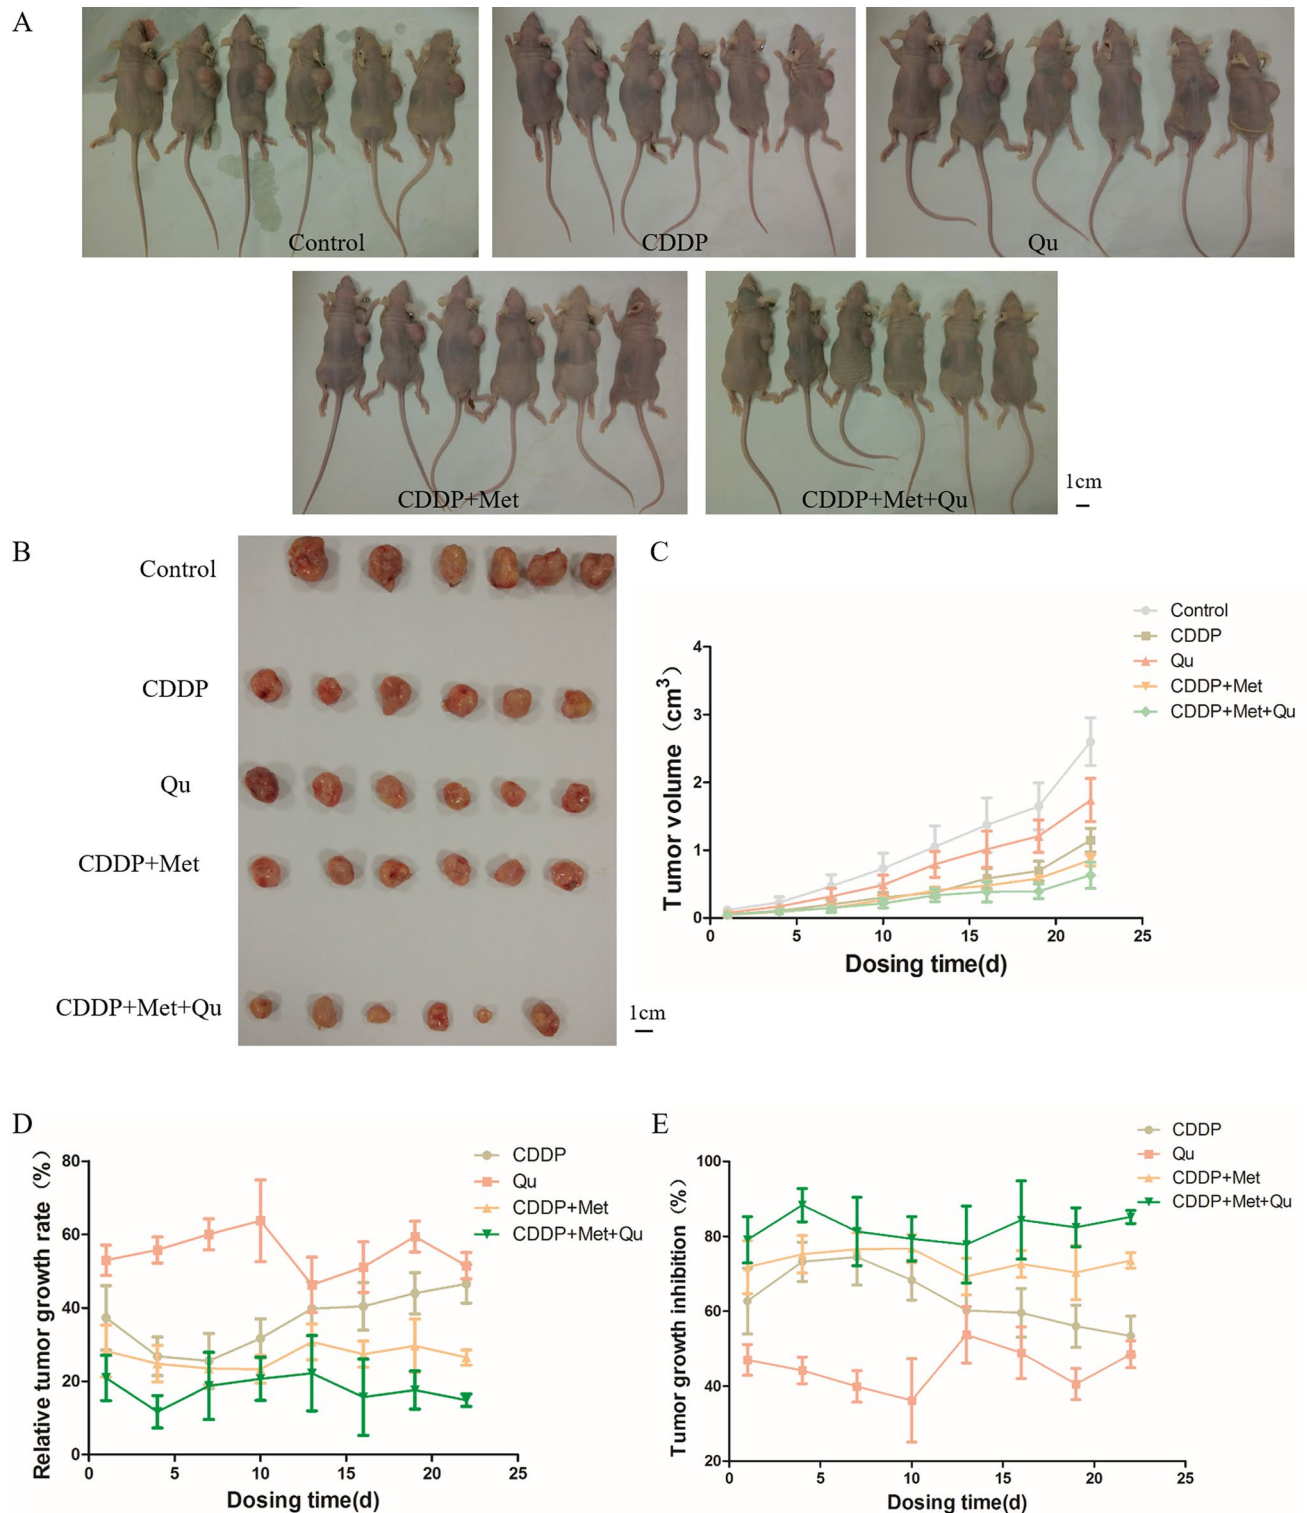 A
Control
CDDP
Qu
CDDP+Met
CDDP+Met+Qu
1cm
B
Control
CDDP
Qu
CDDP+Met
CDDP+Met+Qu
1cm
C
Control
CDDP
Qu
CDDP+Met
CDDP+Met+Qu
Tumor volume（cm³）
4
3
2
1
0
0 5 10 15 20 25
Dosing time(d)
D
CDDP
Qu
CDDP+Met
CDDP+Met+Qu
Relative tumor growth rate（%）
80
60
40
20
0
0 5 10 15 20 25
Dosing time(d)
E
CDDP
Qu
CDDP+Met
CDDP+Met+Qu
Tumor growth inhibition（%）
100
80
60
40
20
0 5 10 15 20 25
Dosing time(d)